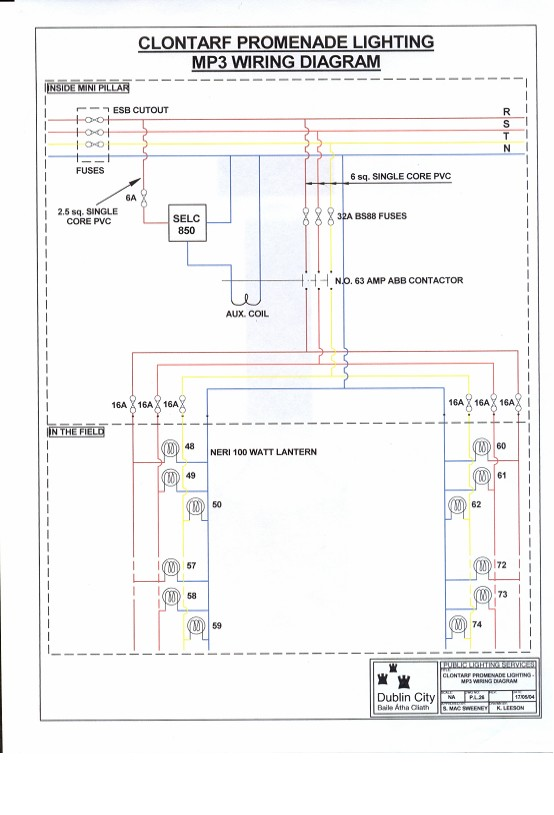 CLONTARF PROMENADE LIGHTING
MP3 WIRING DIAGRAM
INSIDE MINI PILLAR
ESB CUTOUT
R
S
T
N
FUSES
6 sq. SINGLE CORE PVC
6A
2.5 sq. SINGLE
CORE PVC
SELC
850
32A BS88 FUSES
N.O. 63 AMP ABB CONTACTOR
AUX. COIL
16A 16A 16A
16A 16A 16A
IN THE FIELD
48
NERI 100 WATT LANTERN
60
49
61
50
62
57
72
58
73
59
74
Dublin City
Baile Átha Cliath
PUBLIC LIGHTING SERVICES
CLONTARF PROMENADE LIGHTING -
MP3 WIRING DIAGRAM
NA
P.L.26
17/05/04
S. MAC SWEENEY
K. LEESON